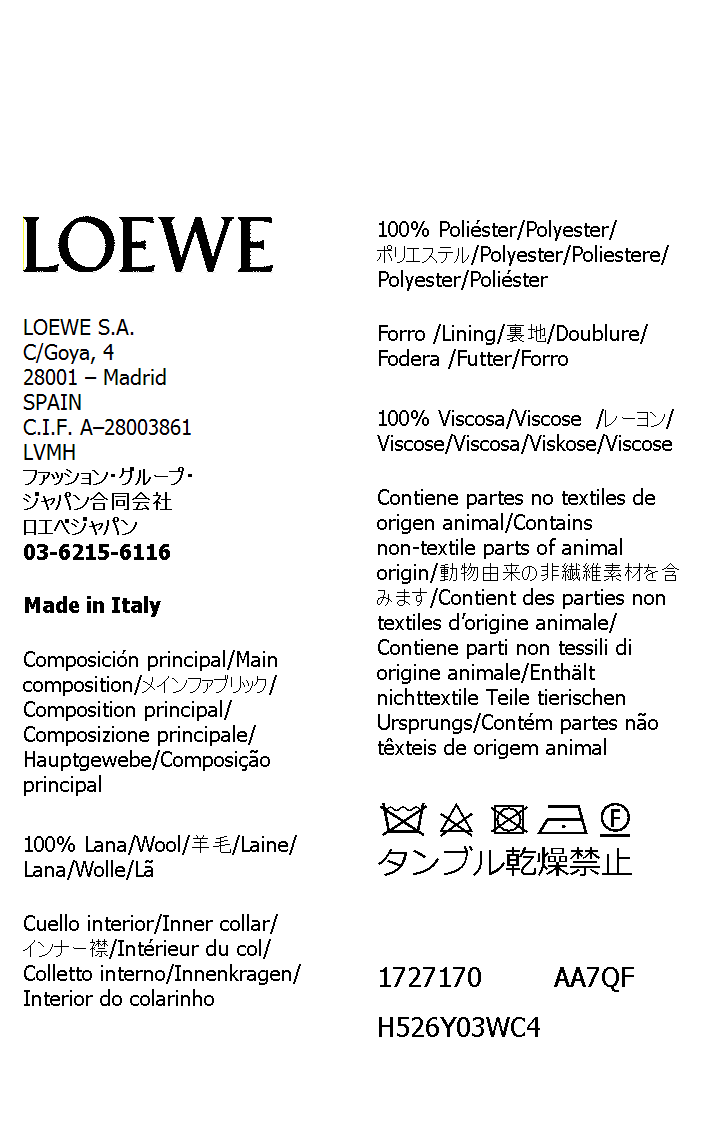 LOEWE
LOEWE S.A.
C/Goya, 4
28001 – Madrid
SPAIN
C.I.F. A–28003861
LVMH
ファッション・グループ・
ジャパン合同会社
ロエベジャパン
03-6215-6116
Made in Italy
Composición principal/Main
composition/メインファブリック/
Composition principal/
Composizione principale/
Hauptgewebe/Composição
principal
100% Lana/Wool/羊毛/Laine/
Lana/Wolle/Lã
Cuello interior/Inner collar/
インナー襟/Intérieur du col/
Colletto interno/Innenkragen/
Interior do colarinho
100% Poliéster/Polyester/
ポリエステル/Polyester/Poliestere/
Polyester/Poliéster
Forro /Lining/裏地/Doublure/
Fodera /Futter/Forro
100% Viscosa/Viscose /レーヨン/
Viscose/Viscosa/Viskose/Viscose
Contiene partes no textiles de
origen animal/Contains
non-textile parts of animal
origin/動物由来の非繊維素材を含
みます/Contient des parties non
textiles d’origine animale/
Contiene parti non tessili di
origine animale/Enthält
nichttextile Teile tierischen
Ursprungs/Contém partes não
têxteis de origem animal
F
タンブル乾燥禁止
1727170 AA7QF
H526Y03WC4